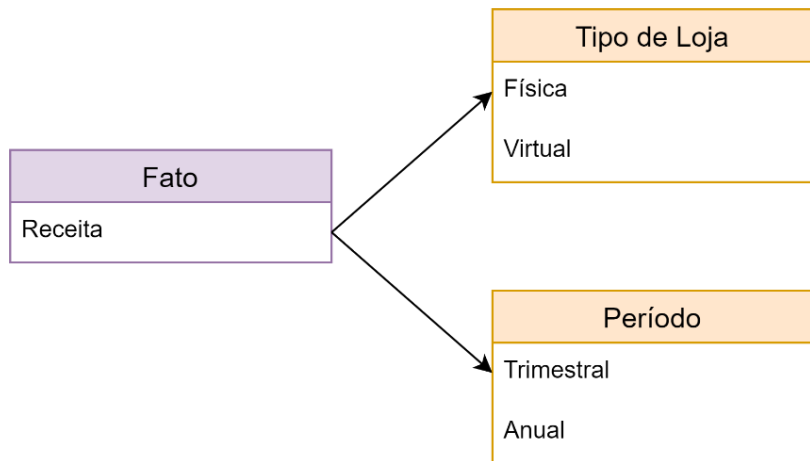 Tipo de Loja
Física
Virtual
Fato
Receita
Período
Trimestral
Anual